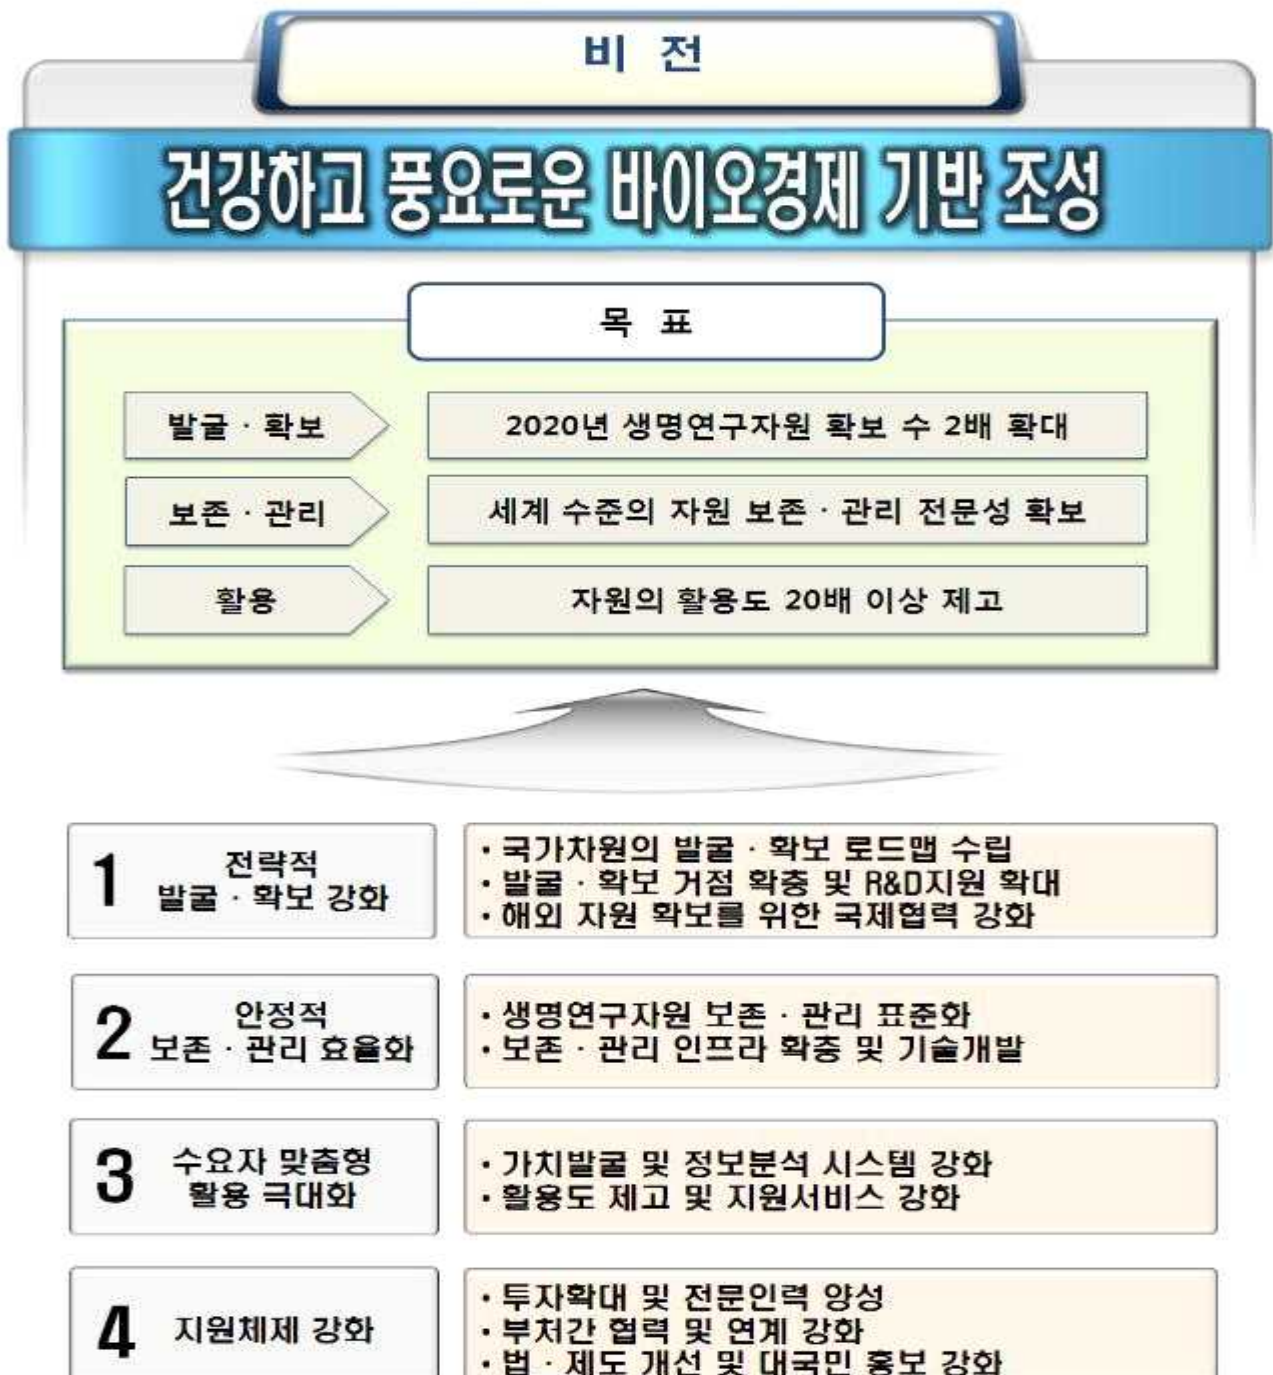 비 전
건강하고 풍요로운 바이오경제 기반 조성
목 표
발굴 · 확보
2020년 생명연구자원 확보 수 2배 확대
보존 · 관리
세계 수준의 자원 보존 · 관리 전문성 확보
활용
자원의 활용도 20배 이상 제고
1 전략적
발굴 · 확보 강화
· 국가차원의 발굴 · 확보 로드맵 수립
· 발굴 · 확보 거점 확충 및 R&D지원 확대
· 해외 자원 확보를 위한 국제협력 강화
2 안정적
보존 · 관리 효율화
· 생명연구자원 보존 · 관리 표준화
· 보존 · 관리 인프라 확충 및 기술개발
3 수요자 맞춤형
활용 극대화
· 가치발굴 및 정보분석 시스템 강화
· 활용도 제고 및 지원서비스 강화
4 지원체제 강화
· 투자확대 및 전문인력 양성
· 부처간 협력 및 연계 강화
· 법 · 제도 개선 및 대국민 홍보 강화